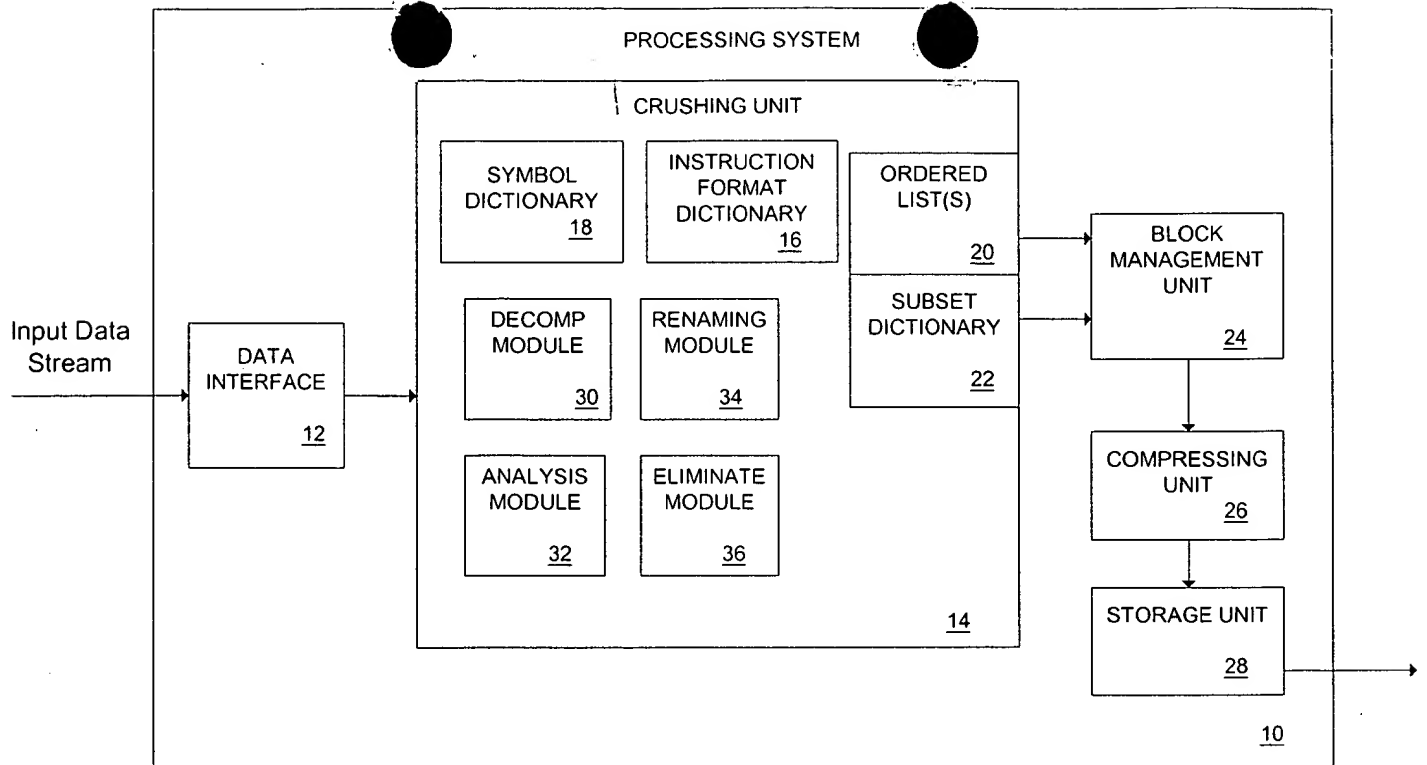 PROCESSING SYSTEM
CRUSHING UNIT
SYMBOL
DICTIONARY
18
INSTRUCTION
FORMAT
DICTIONARY
16
ORDERED
LIST(S)
20
SUBSET
DICTIONARY
22
BLOCK
MANAGEMENT
UNIT
24
Input Data
Stream
DATA
INTERFACE
12
DECOMP
MODULE
30
RENAMING
MODULE
34
ANALYSIS
MODULE
32
ELIMINATE
MODULE
36
14
COMPRESSING
UNIT
26
STORAGE UNIT
28
10